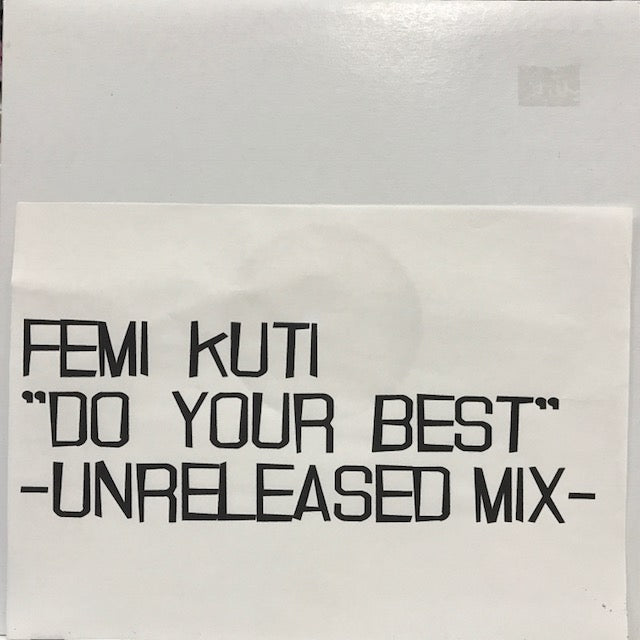 FEMI KUTI
"DO YOUR BEST"
-UNRELEASED MIX-